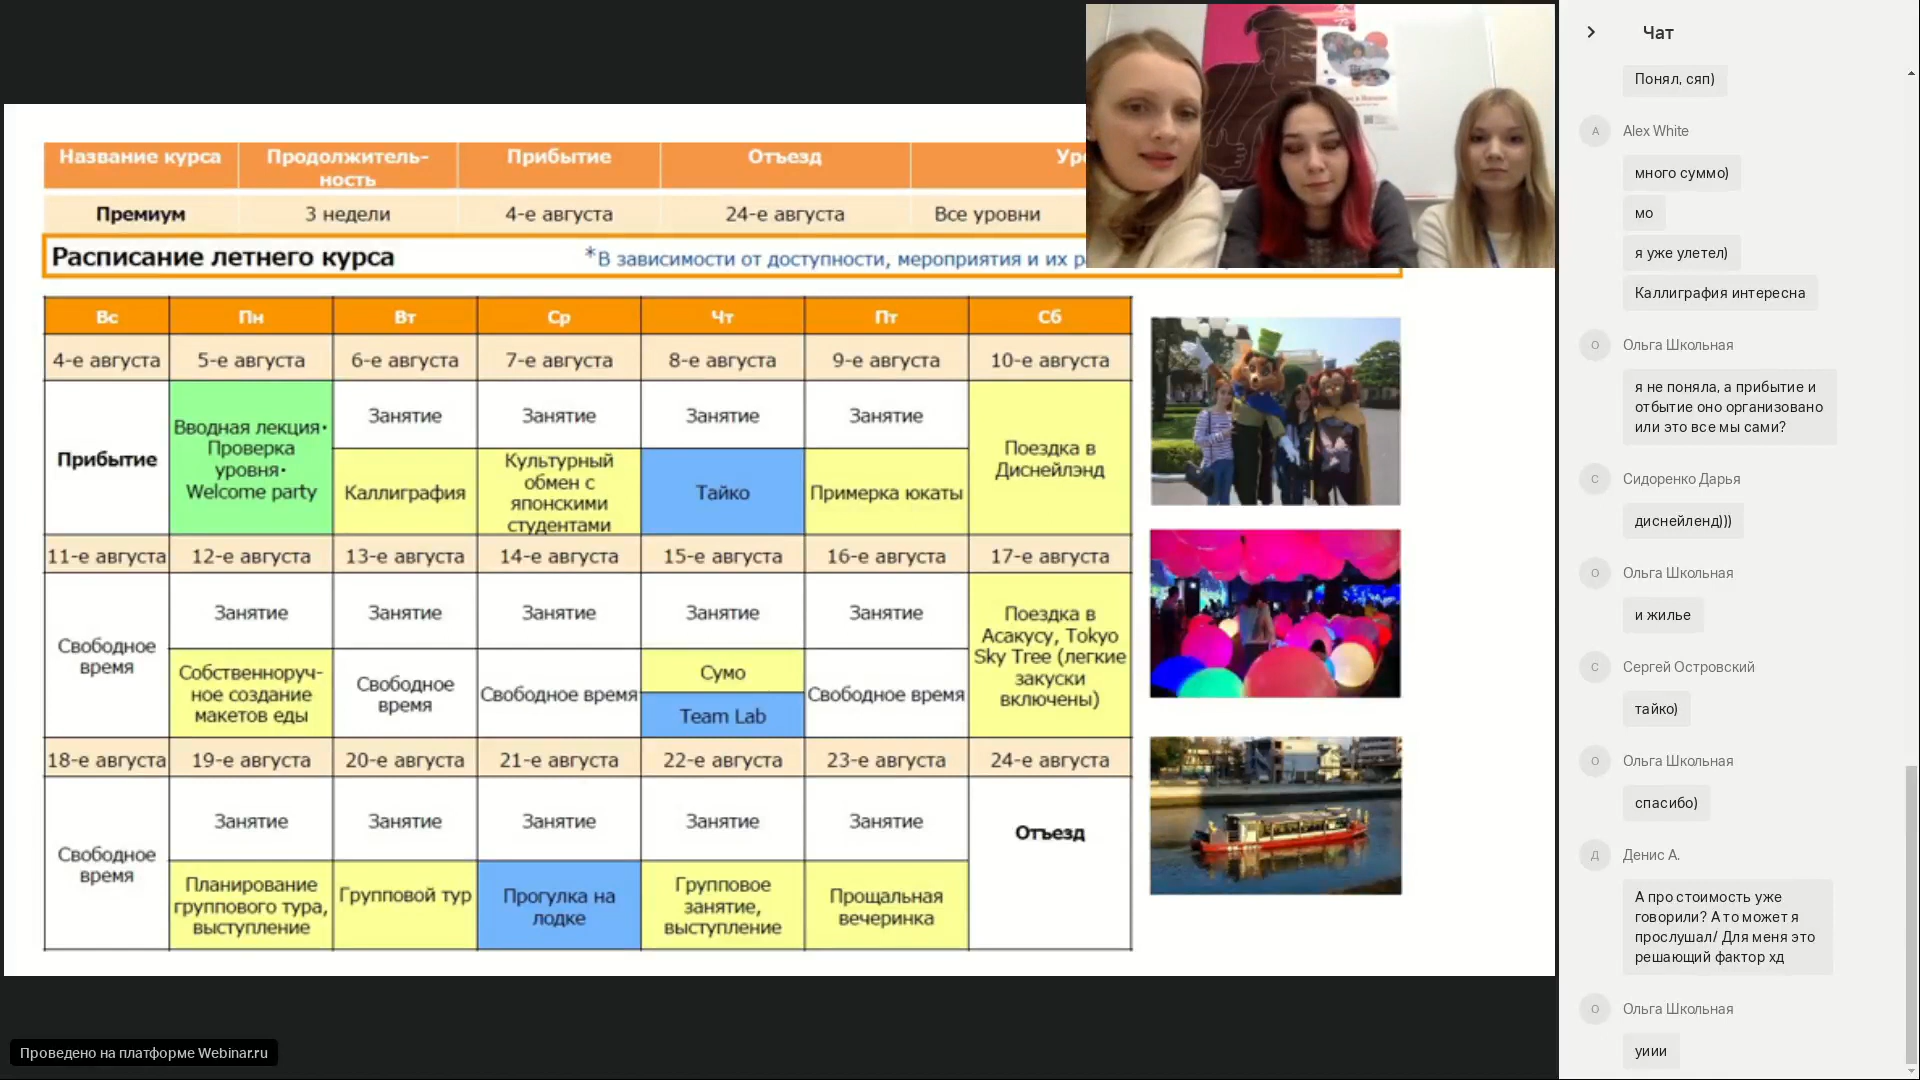 Название курса
Продолжитель-
ность
Прибытие
Отъезд
Премиум
3 недели
4-е августа
24-е августа
Все уровни
Расписание летнего курса
*В зависимости от доступности, мероприятия и их
Вс
Пн
Вт
Ср
Чт
Пт
Сб
4-е августа
5-е августа
6-е августа
7-е августа
8-е августа
9-е августа
10-е августа
Прибытие
Вводная лекция•
Проверка
уровня•
Welcome party
Занятие
Каллиграфия
Занятие
Культурный
обмен с
японскими
студентами
Занятие
Тайко
Занятие
Примерка юкаты
Поездка в
Диснейлэнд
11-е августа
12-е августа
13-е августа
14-е августа
15-е августа
16-е августа
17-е августа
Свободное
время
Занятие
Собственноруч-
ное создание
макетов еды
Занятие
Свободное
время
Занятие
Свободное время
Занятие
Сумо
Team Lab
Занятие
Свободное время
Поездка в
Асакусу, Tokyo
Sky Tree (легкие
закуски
включены)
18-е августа
19-е августа
20-е августа
21-е августа
22-е августа
23-е августа
24-е августа
Свободное
время
Занятие
Планирование
группового тура,
выступление
Занятие
Групповой тур
Занятие
Прогулка на
лодке
Занятие
Групповое
занятие,
выступление
Занятие
Прощальная
вечеринка
Отъезд
Проведено на платформе Webinar.ru
Чат
Понял, сяп)
A
Alex White
много суммо)
мо
я уже улетел)
Каллиграфия интересна
О
Ольга Школьная
я не поняла, а прибытие и
отбытие оно организовано
или это все мы сами?
С
Сидоренко Дарья
диснейленд)))
О
Ольга Школьная
и жилье
С
Сергей Островский
тайко)
О
Ольга Школьная
спасибо)
Д
Денис А.
А про стоимость уже
говорили? А то может я
прослушал/ Для меня это
решающий фактор хд
О
Ольга Школьная
уиии